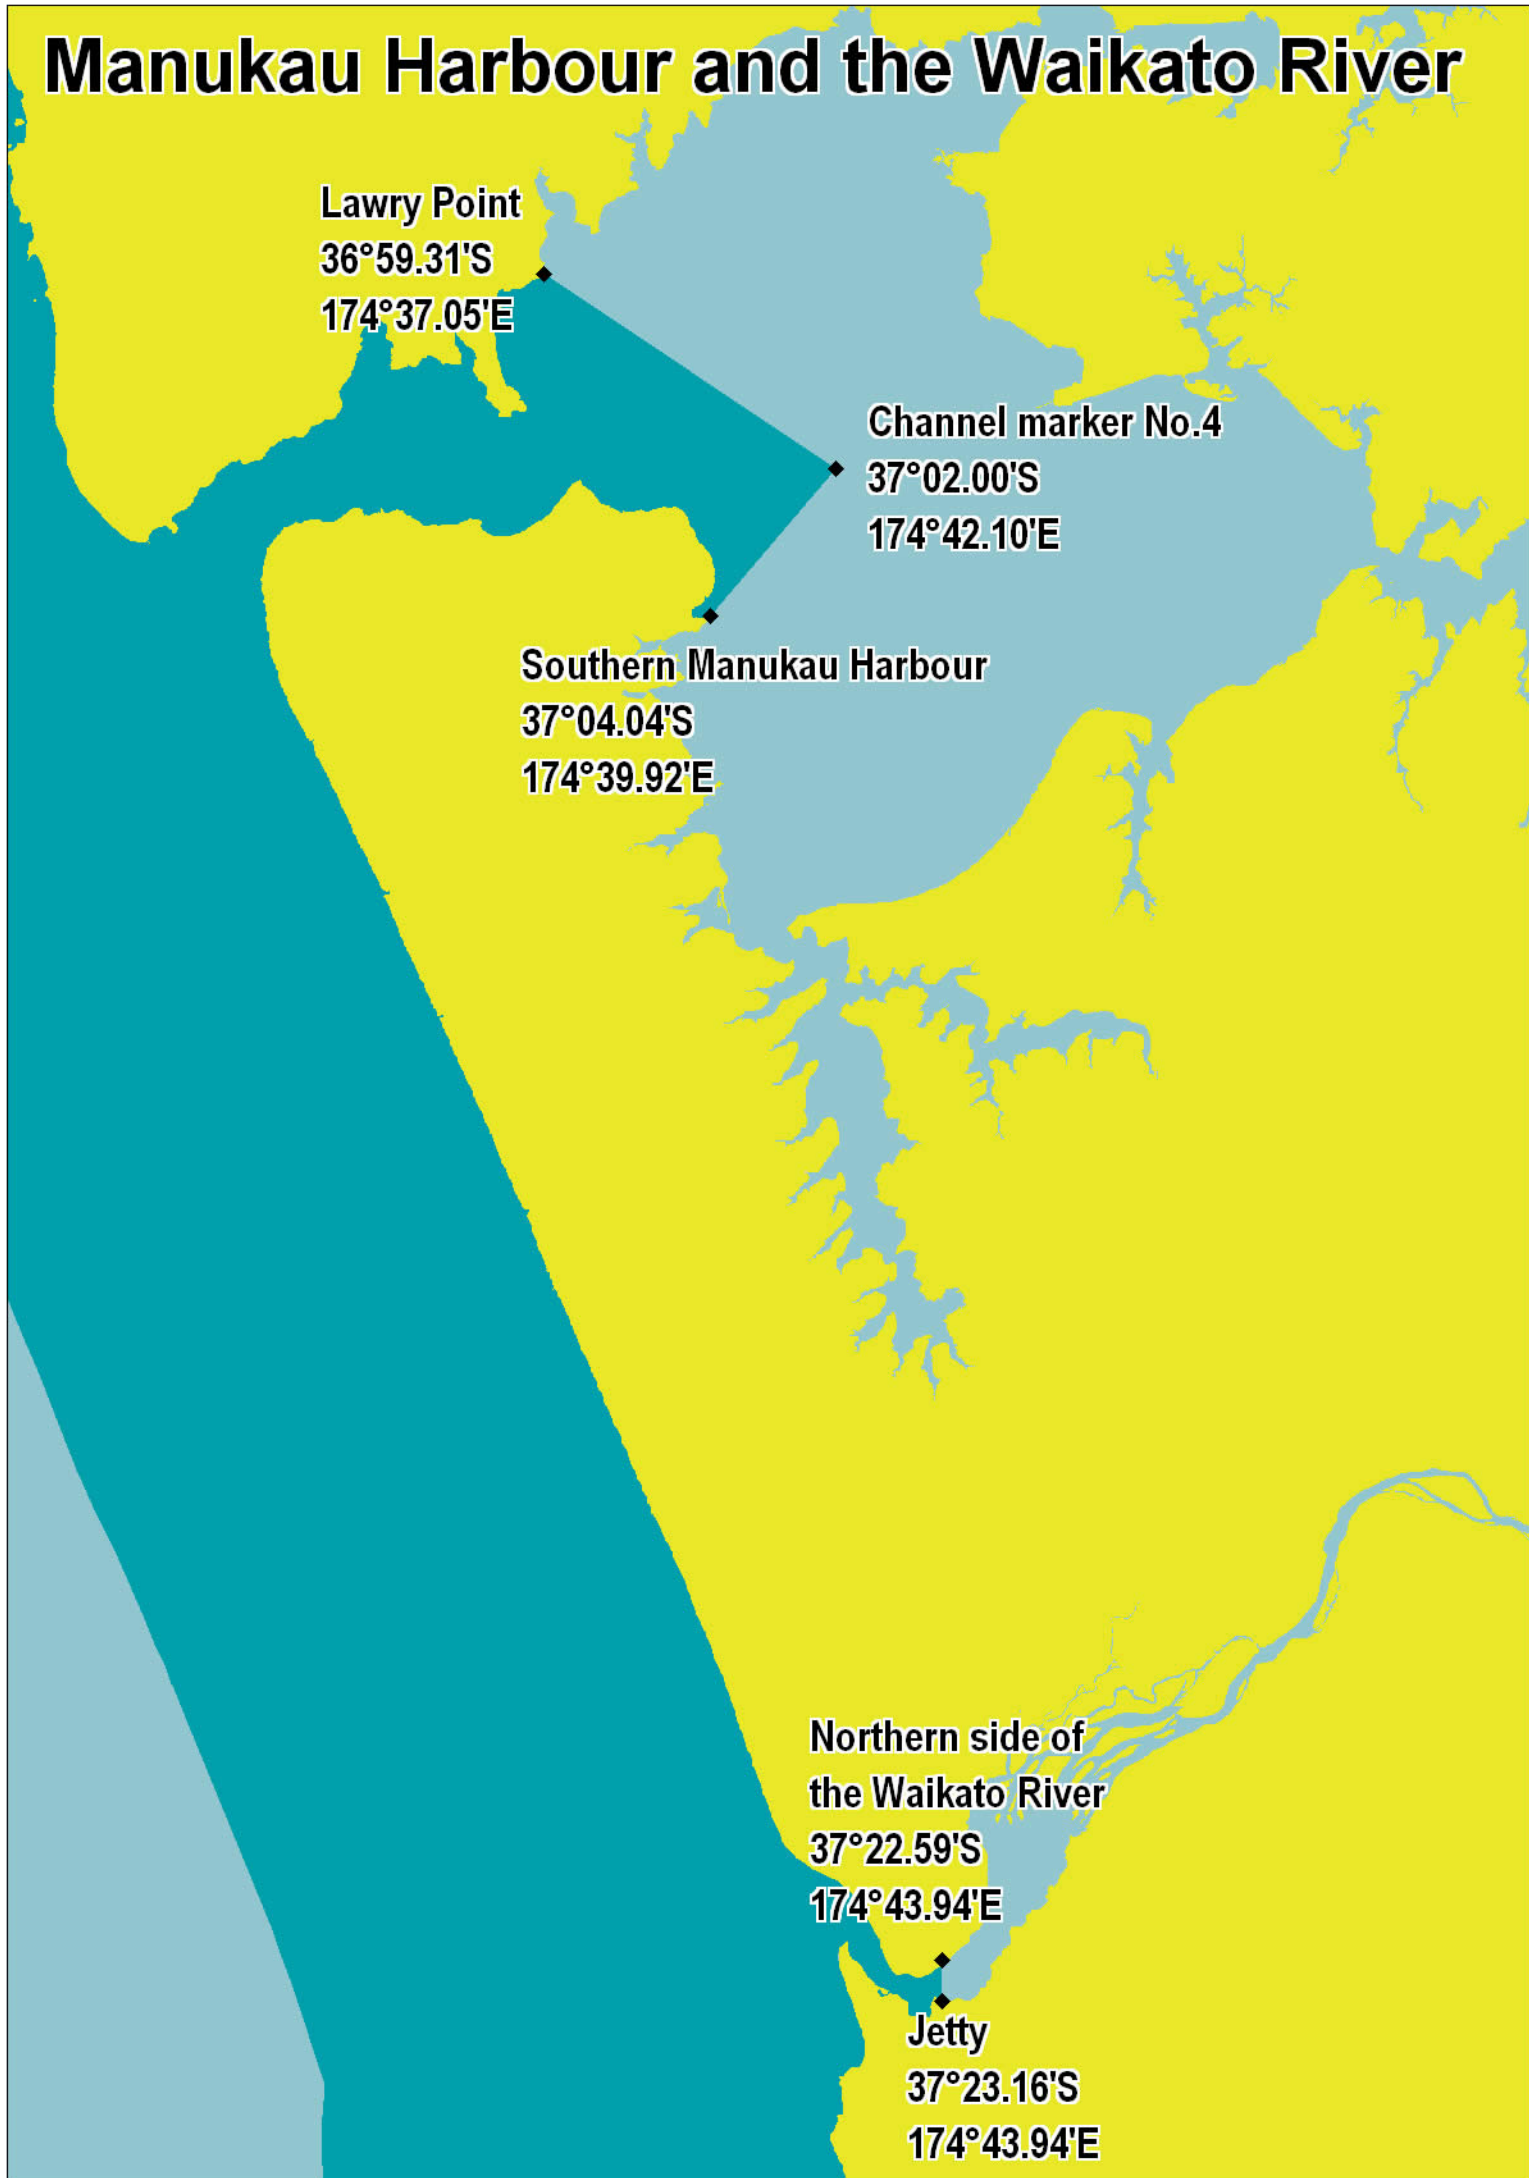 Manukau Harbour and the Waikato River
Lawry Point
36°59.31'S
174°37.05'E
Channel marker No.4
37°02.00'S
174°42.10'E
Southern Manukau Harbour
37°04.04'S
174°39.92'E
Northern side of
the Waikato River
37°22.59'S
174°43.94'E
Jetty
37°23.16'S
174°43.94'E